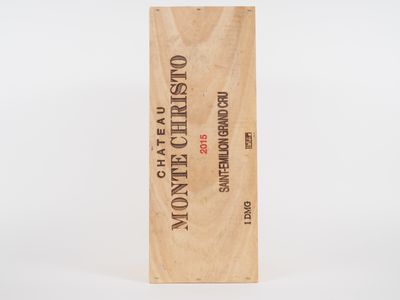 CHATEAU
MONTE CHRISTO
2015
SAINT-EMILION GRAND CRU
1 DMG